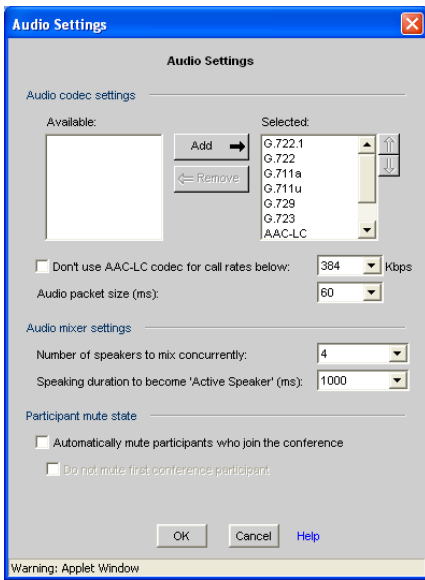 Audio Settings
Audio Settings
Audio codec settings
Available:
Selected:
Add
Remove
G.722.1
G.722
G.711a
G.711u
G.729
G.723
AAC-LC
Don't use AAC-LC codec for call rates below:
384
Kbps
Audio packet size (ms):
60
Audio mixer settings
Number of speakers to mix concurrently:
4
Speaking duration to become 'Active Speaker' (ms):
1000
Participant mute state
Automatically mute participants who join the conference
Do not mute first conference participant
OK
Cancel
Help
Warning: Applet Window